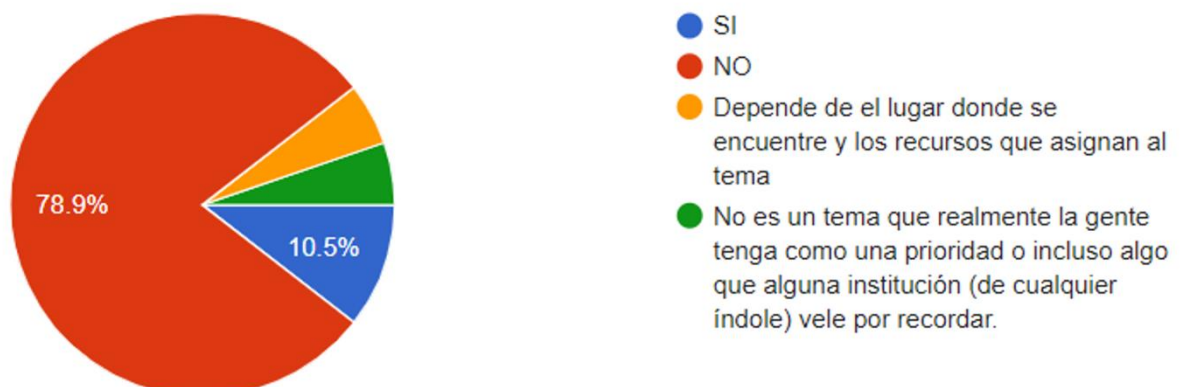 78.9%
10.5%
SI
NO
Depende de el lugar donde se
encuentre y los recursos que asignan al
tema
No es un tema que realmente la gente
tenga como una prioridad o incluso algo
que alguna institución (de cualquier
índole) vele por recordar.